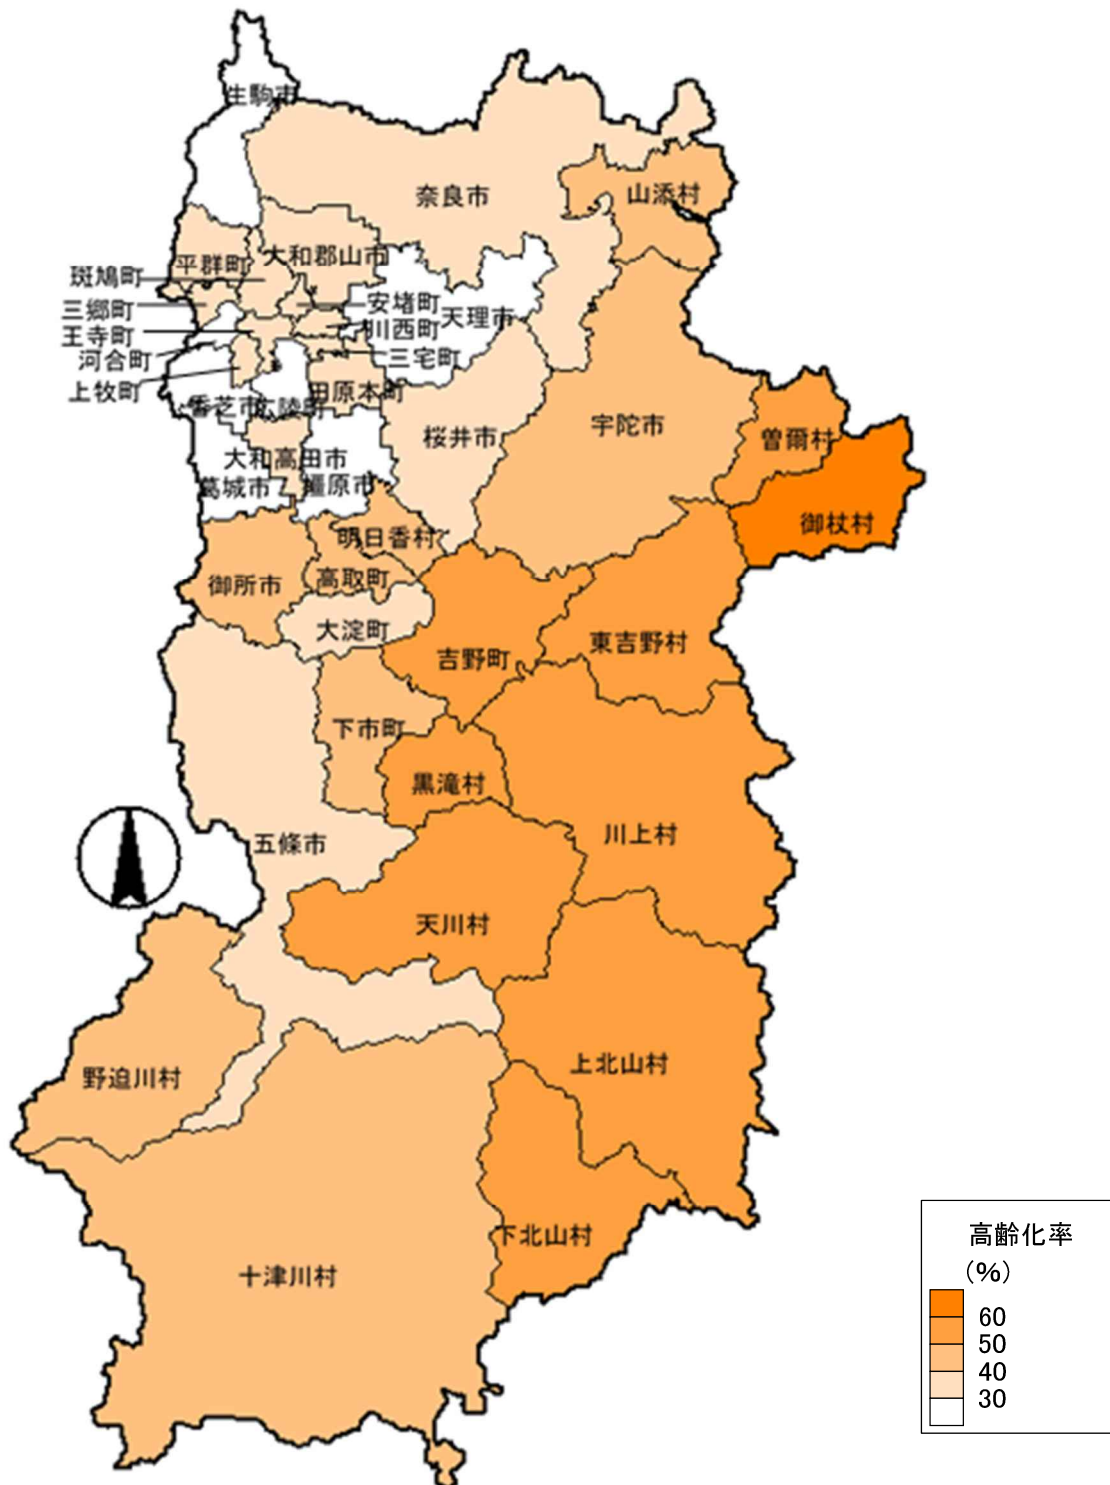 生駒市
奈良市
山添村
大和郡山市
平群町
斑鳩町
安堵町
三郷町
天理市
川西町
王寺町
三宅町
河合町
上牧町
田原本町
香芝市
広陵町
宇陀市
桜井市
曽爾村
大和高田市
葛城市
橿原市
御杖村
明日香村
高取町
御所市
大淀町
東吉野村
吉野町
下市町
黒滝村
川上村
五條市
天川村
上北山村
野迫川村
下北山村
十津川村
高齢化率
(%)
60
50
40
30